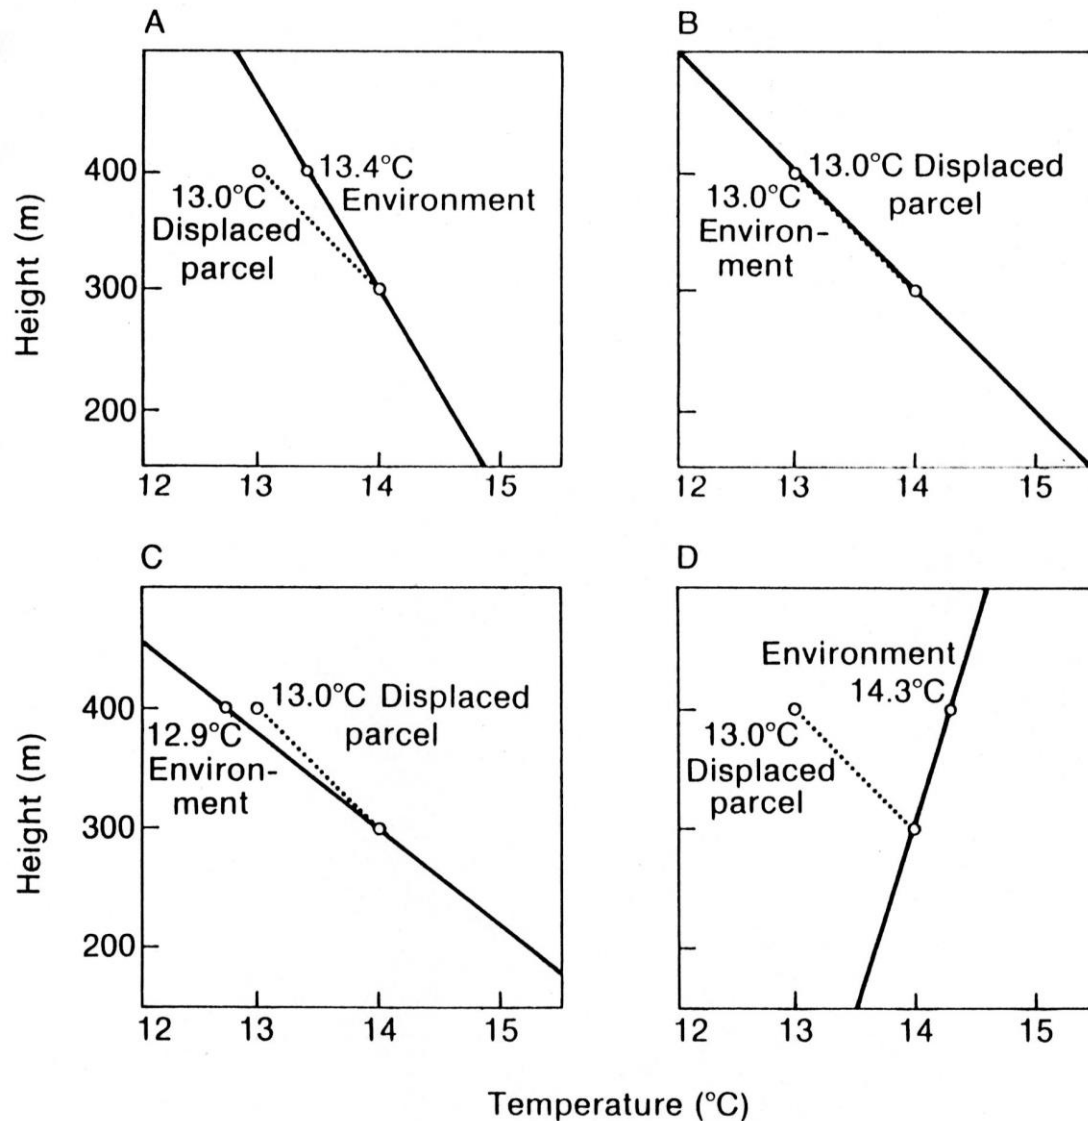 A
Height (m)
400
300
200
13.4°C
Environment
13.0°C
Displaced
parcel
12 13 14 15
B
13.0°C Displaced
parcel
13.0°C
Environ-
ment
12 13 14 15
C
Height (m)
400
300
200
13.0°C Displaced
parcel
12.9°C
Environ-
ment
12 13 14 15
D
Environment
14.3°C
13.0°C
Displaced
parcel
12 13 14 15
Temperature (°C)